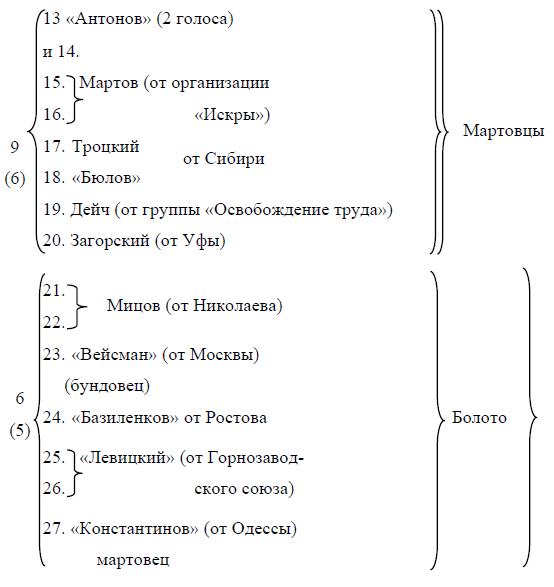 13 «Антонов» (2 голоса)
и 14.
15. Мартов (от организации
16. «Искры»)
17. Троцкий
от Сибири
18. «Бюлов»
19. Дейч (от группы «Освобождение труда»)
20. Загорский (от Уфы)
9
(6)
Мартовцы
21.
Мицов (от Николаева)
22.
23. «Вейсман» (от Москвы)
(бундовец)
24. «Базиленков» от Ростова
25. «Левицкий» (от Горнозавод-
26. ского союза)
27. «Константинов» (от Одессы)
мартовец
6
(5)
Болото